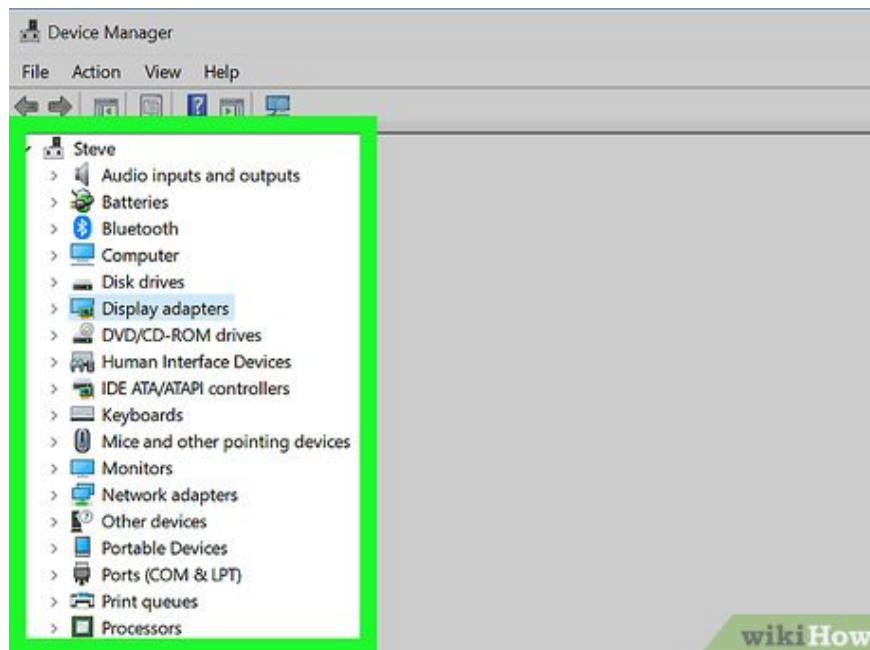 Device Manager
File Action View Help
Steve
Audio inputs and outputs
Batteries
Bluetooth
Computer
Disk drives
Display adapters
DVD/CD-ROM drives
Human Interface Devices
IDE ATA/ATAPI controllers
Keyboards
Mice and other pointing devices
Monitors
Network adapters
Other devices
Portable Devices
Ports (COM & LPT)
Print queues
Processors
wikiHow